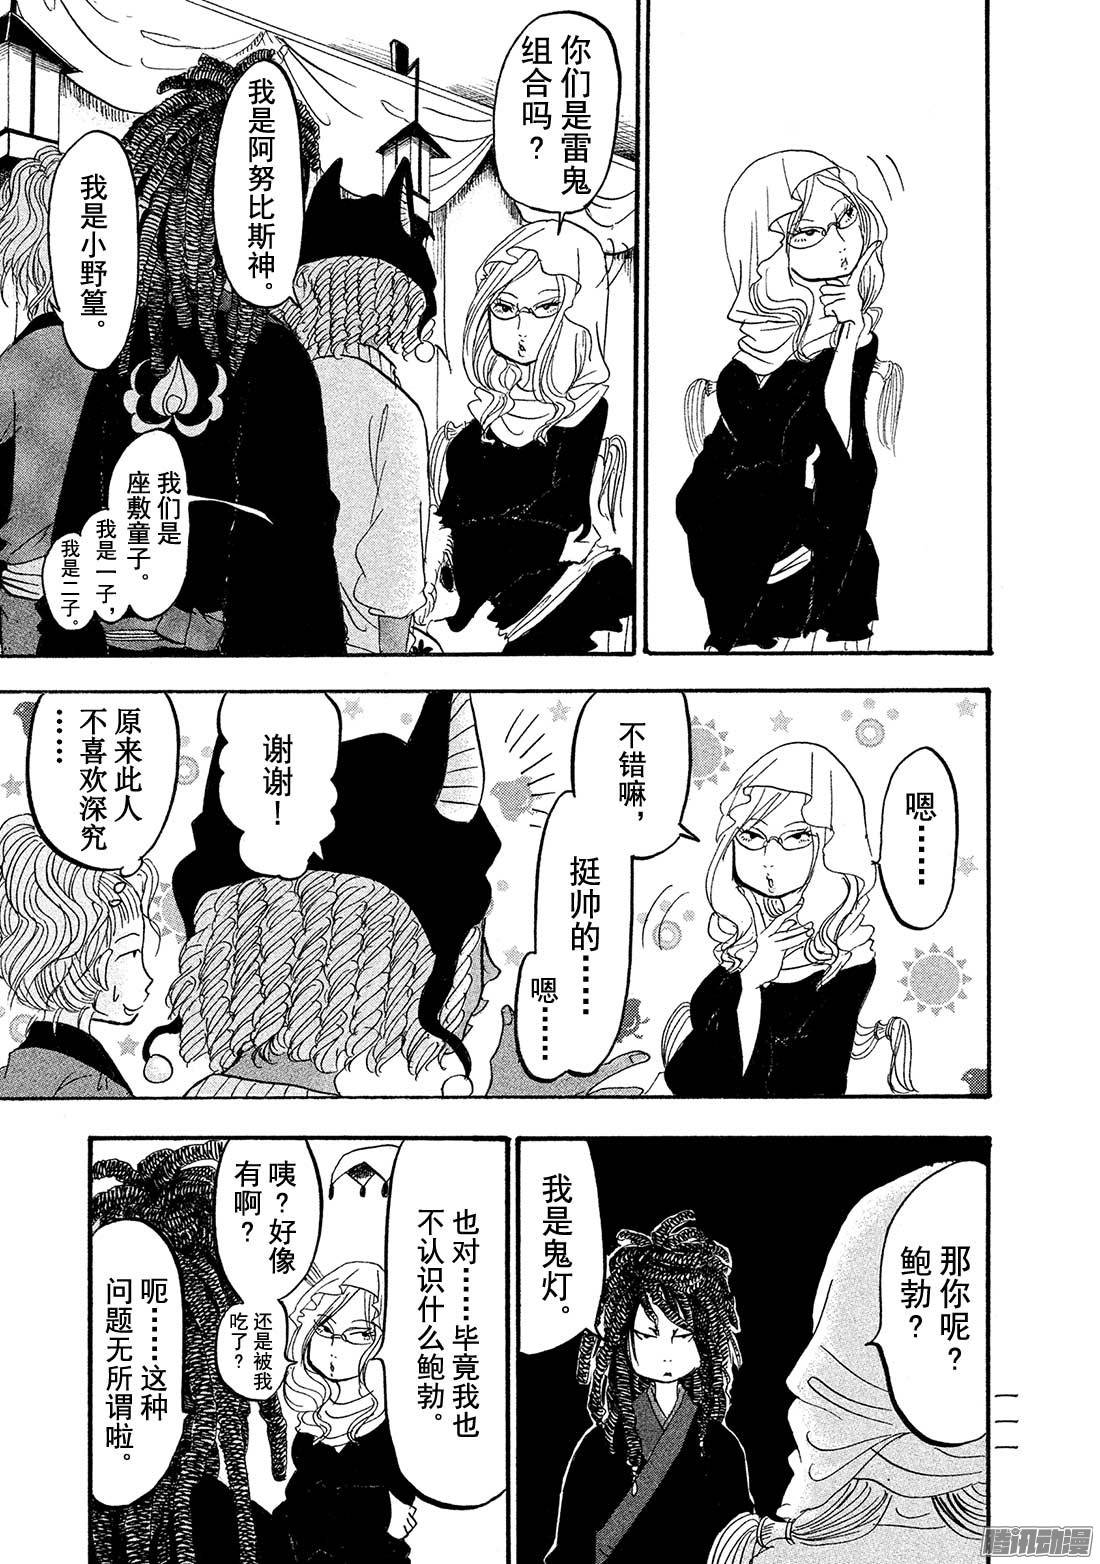 你们是雷鬼
组合吗？
我是阿努比斯神。
我是小野篁。
我们是
座敷童子。
我是一子，
我是二子。
嗯……
不错嘛，
挺帅的……
嗯……
谢谢！
原来此人
不喜欢深究
……
那你呢？
鲍勃？
我是鬼灯。
也对……毕竟我也
不认识什么鲍勃。
咦？好像
有啊？
还是被我
吃了？
呃……这种
问题无所谓啦。
一一一
腾讯动漫